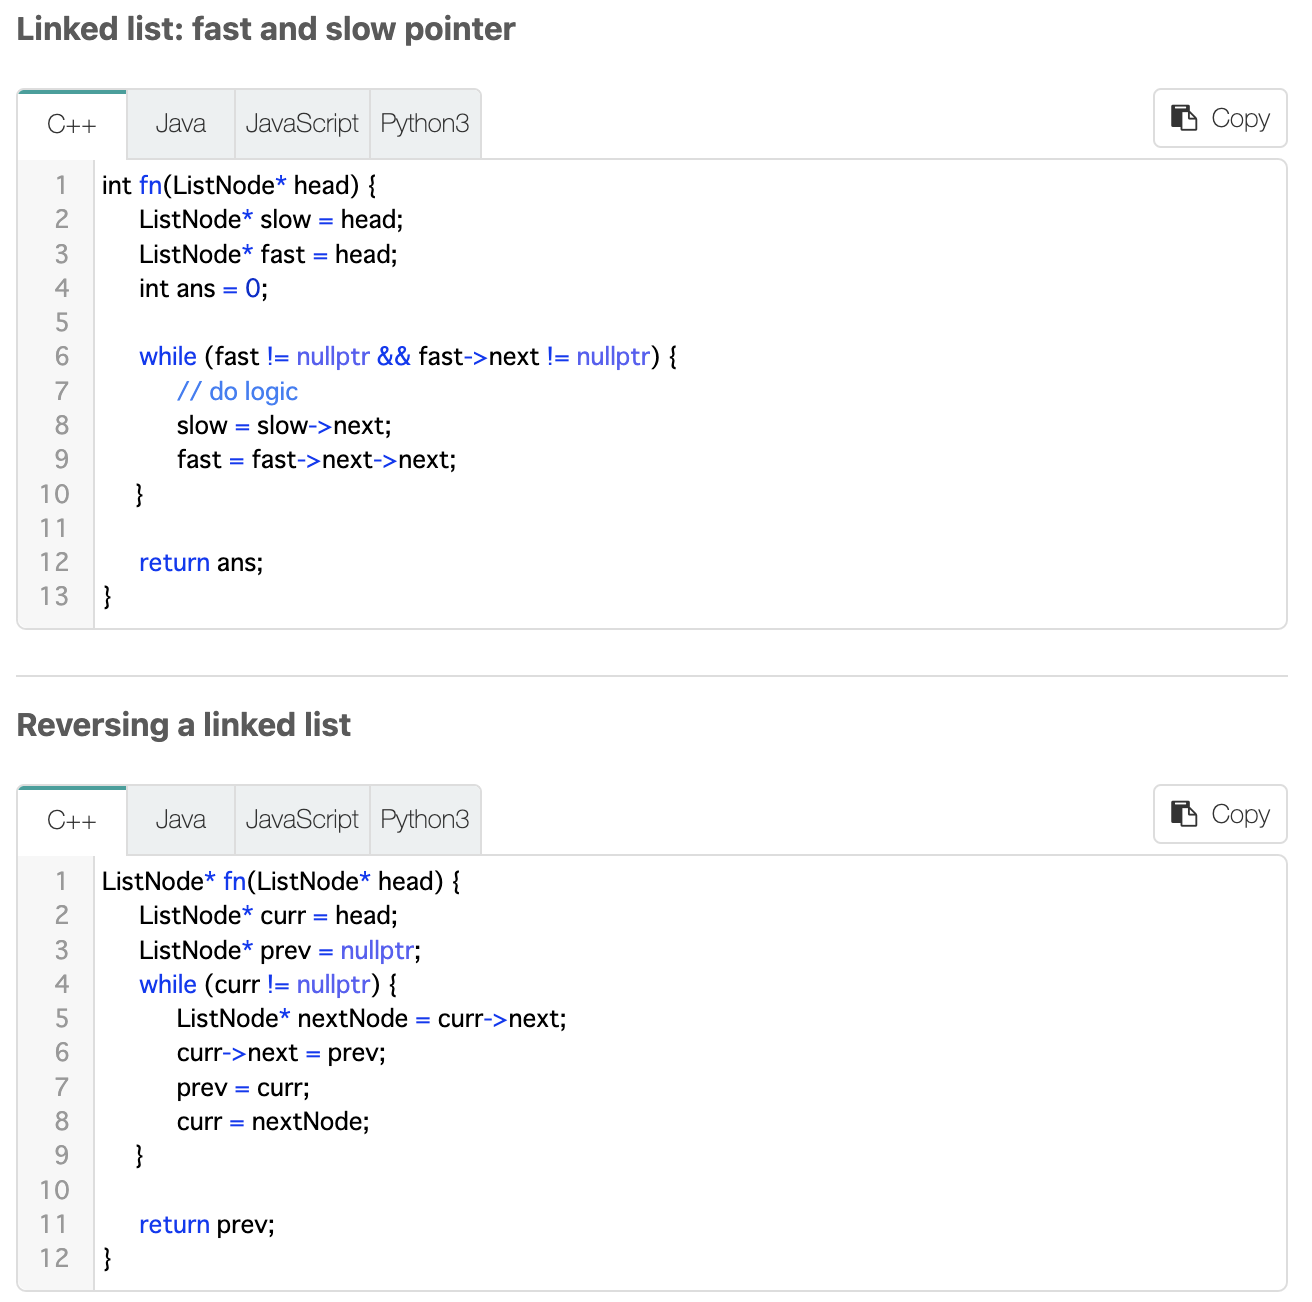 Linked list: fast and slow pointer
C++ Java JavaScript Python3 Copy
1 int fn(ListNode* head) {
2 ListNode* slow = head;
3 ListNode* fast = head;
4 int ans = 0;
5
6 while (fast != nullptr && fast->next != nullptr) {
7 // do logic
8 slow = slow->next;
9 fast = fast->next->next;
10 }
11
12 return ans;
13 }
Reversing a linked list
C++ Java JavaScript Python3 Copy
1 ListNode* fn(ListNode* head) {
2 ListNode* curr = head;
3 ListNode* prev = nullptr;
4 while (curr != nullptr) {
5 ListNode* nextNode = curr->next;
6 curr->next = prev;
7 prev = curr;
8 curr = nextNode;
9 }
10
11 return prev;
12 }